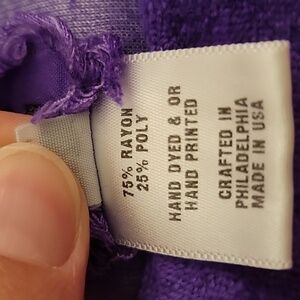 75% RAYON
25% POLY
HAND DYED & OR
HAND PRINTED
CRAFTED IN
PHILADELPHIA
MADE IN USA